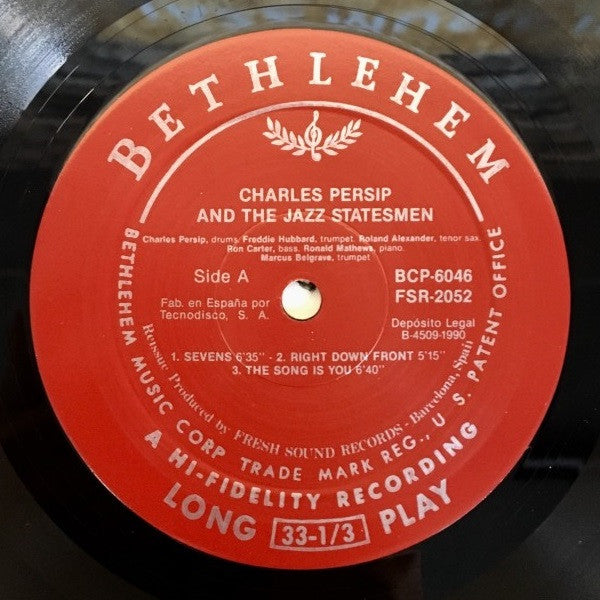 BETHLEHEM
CHARLES PERSIP
AND THE JAZZ STATESMEN
Charles Persip, drums. Freddie Hubbard, trumpet. Roland Alexander, tenor sax.
Ron Carter, bass. Ronald Mathews, piano.
Marcus Belgrave, trumpet
Side A
BCP-6046
FSR-2052
Fab. en España por
Tecnodisco, S. A.
Depósito Legal
B-4509-1990
1. SEVENS 6'35" - 2. RIGHT DOWN FRONT 5'15"
3. THE SONG IS YOU 6'40"
Reissue Produced by FRESH SOUND RECORDS - Barcelona, Spain
BETHLEHEM MUSIC CORP TRADE MARK REG., U. S. PATENT OFFICE
A HI-FIDELITY RECORDING
LONG 33-1/3 PLAY